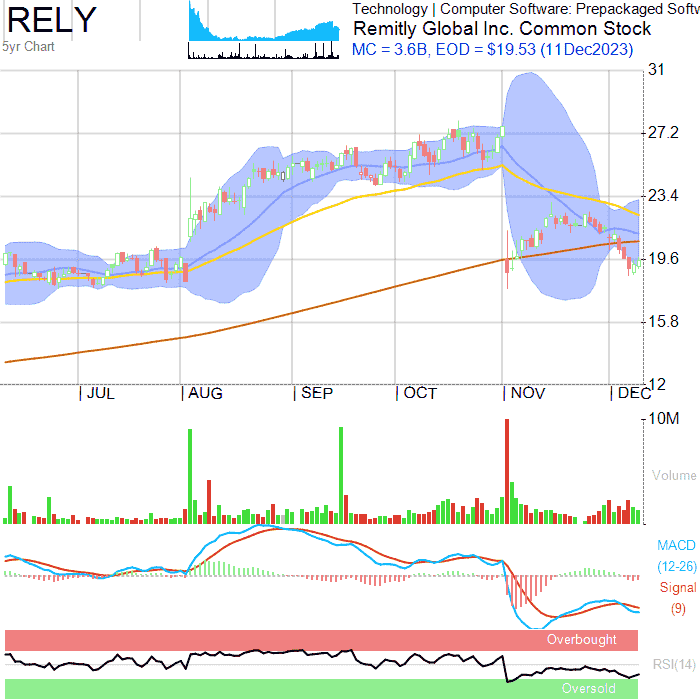 RELY
5yr Chart
Technology | Computer Software: Prepackaged Softw
Remitly Global Inc. Common Stock
MC = 3.6B, EOD = $19.53 (11Dec2023)
31
27.2
23.4
19.6
15.8
12
| JUL | AUG | SEP | OCT | NOV | DEC
10M
Volume
MACD
(12-26)
Signal
(9)
Overbought
RSI(14)
Oversold